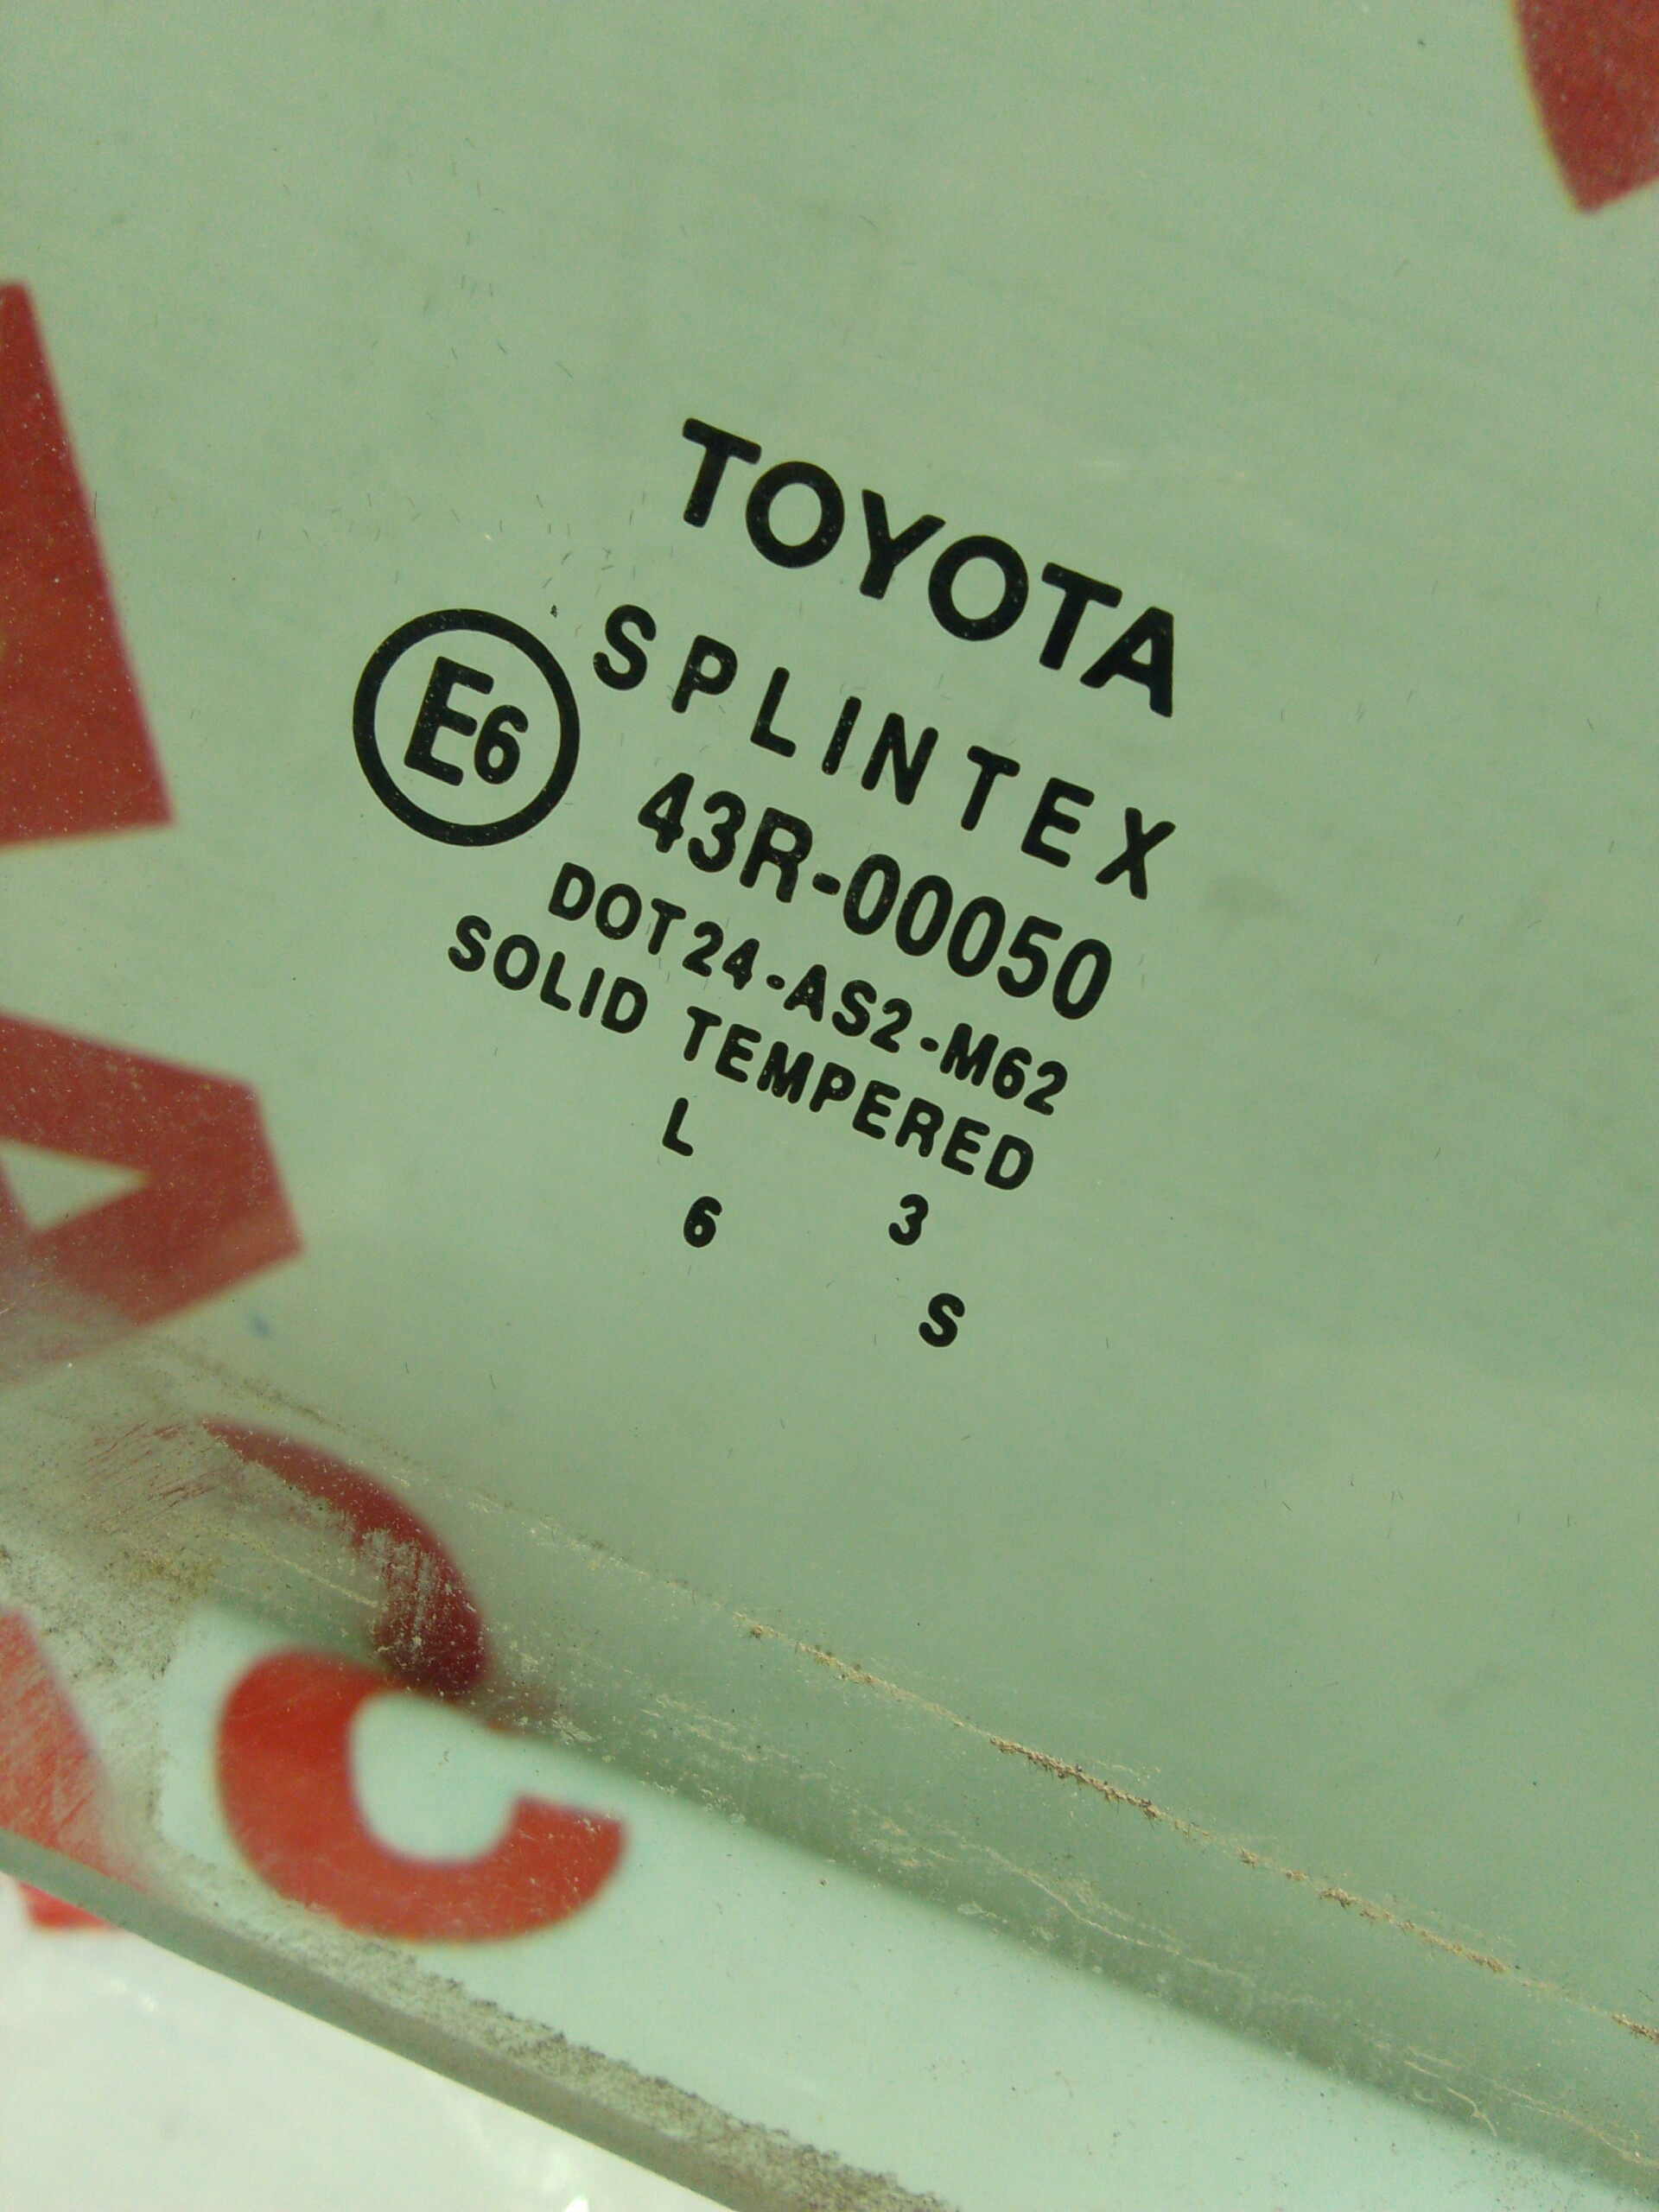 TOYOTA
SPLINTEX
E6
43R-00050
DOT24-AS2-M62
SOLID TEMPERED
L 3
6 S